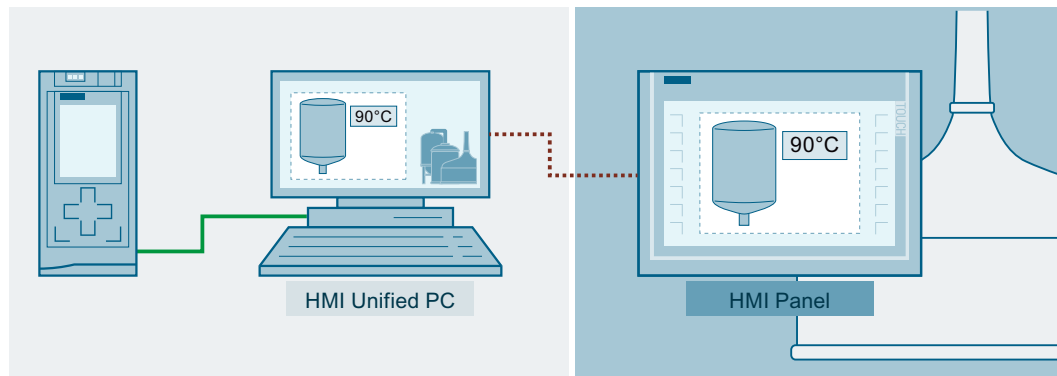 90°C
TOUCH
90°C
HMI Unified PC
HMI Panel